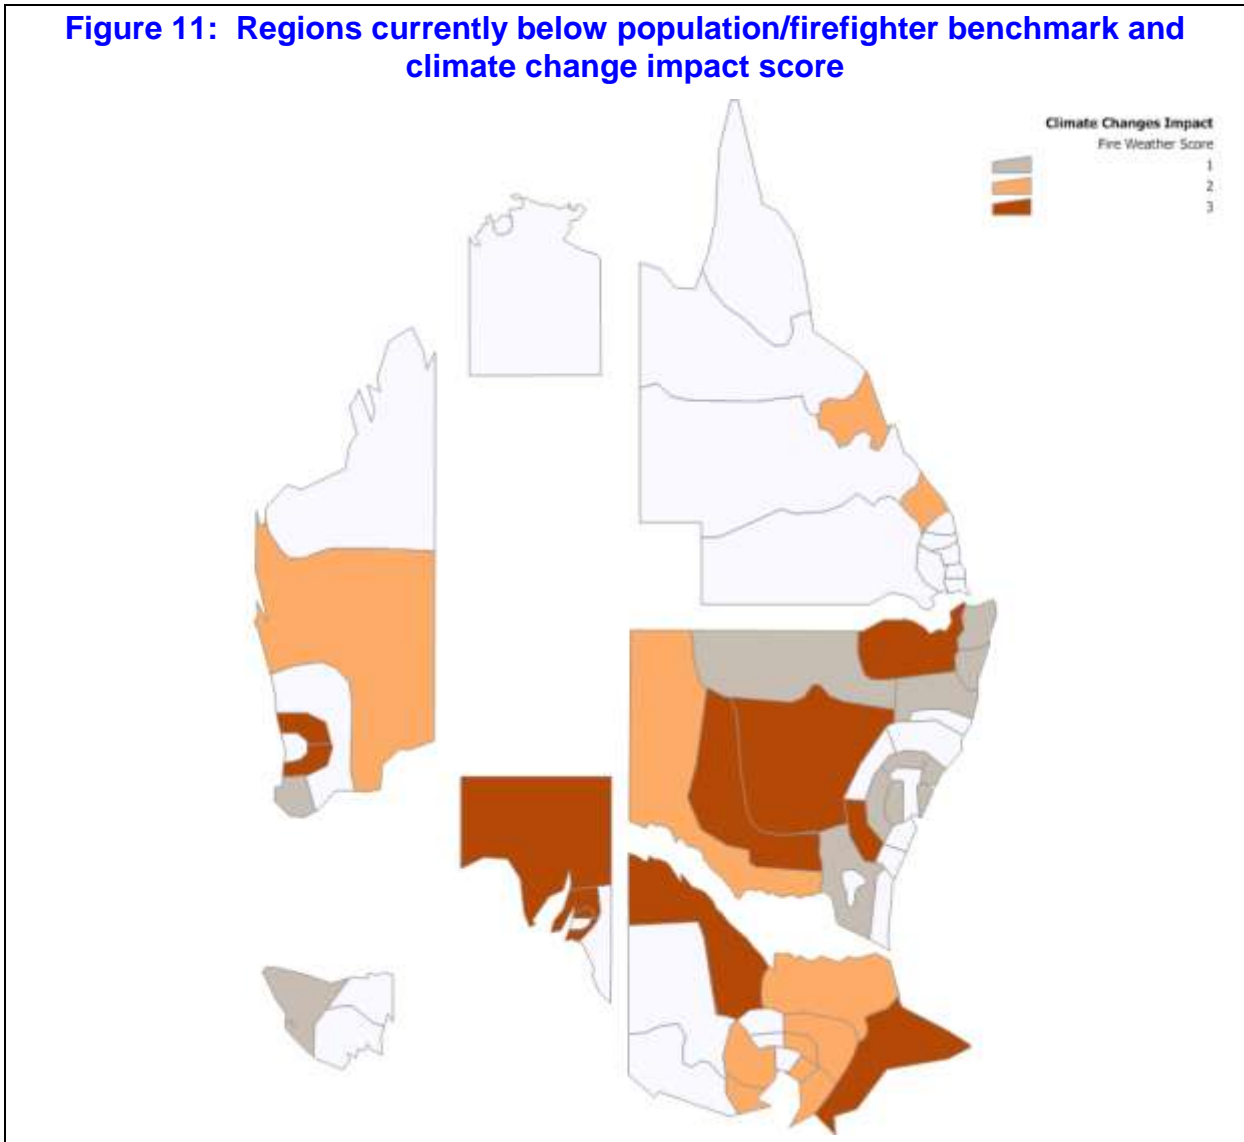 Figure 11: Regions currently below population/firefighter benchmark and
climate change impact score
Climate Changes Impact
Fire Weather Score
1
2
3